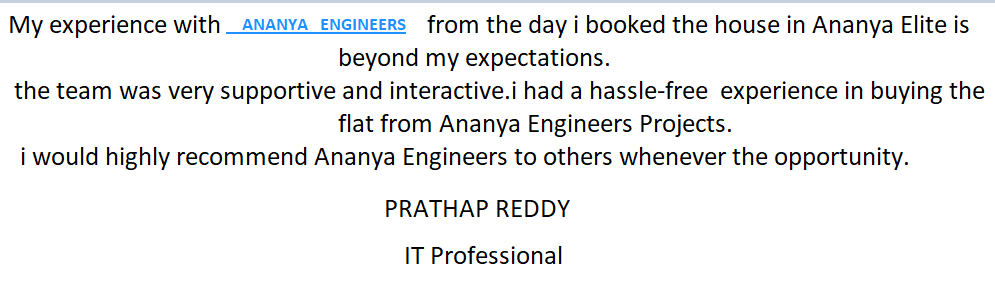 My experience with ANANYA ENGINEERS from the day i booked the house in Ananya Elite is
beyond my expectations.
the team was very supportive and interactive.i had a hassle-free experience in buying the
flat from Ananya Engineers Projects.
i would highly recommend Ananya Engineers to others whenever the opportunity.
PRATHAP REDDY
IT Professional